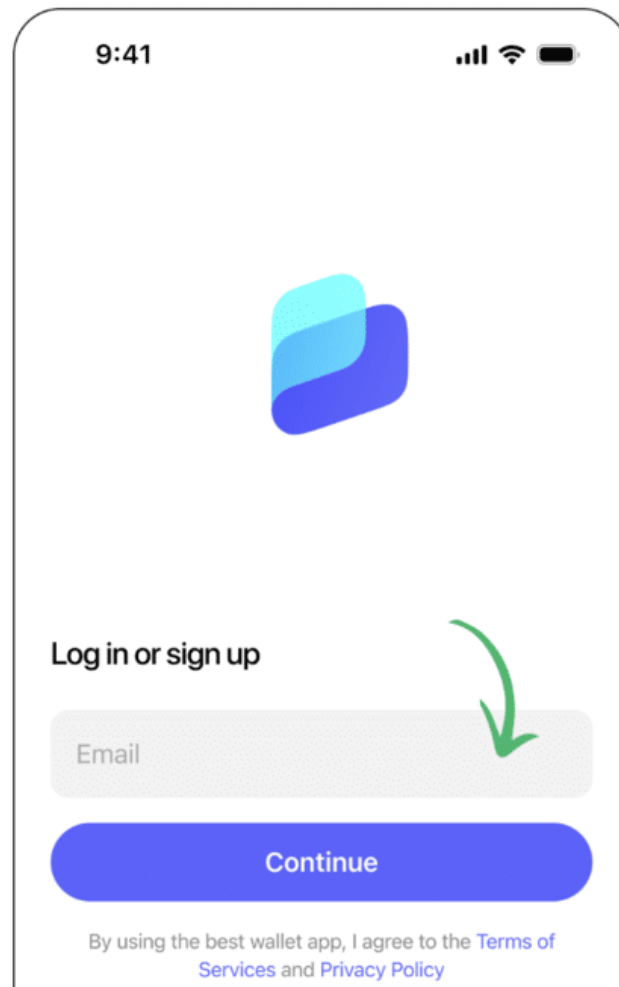 9:41
Log in or sign up
Email
Continue
By using the best wallet app, I agree to the Terms of
Services and Privacy Policy